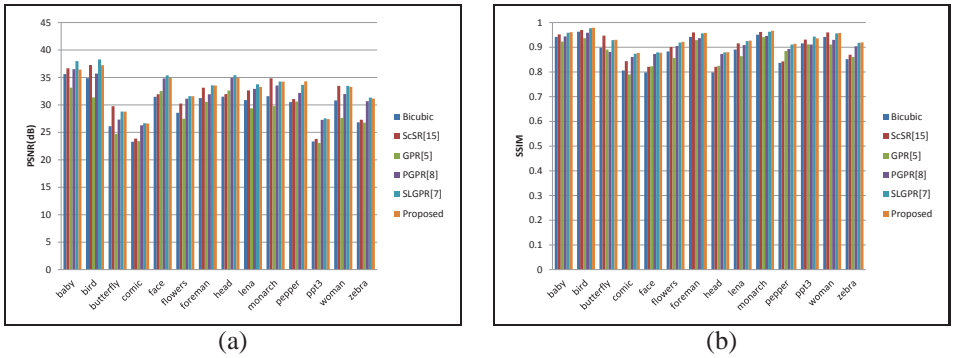 45
40
35
30
25
20
15
10
5
0
PSNR(dB)
baby
bird
butterfly
comic
face
flowers
foreman
head
lena
monarch
pepper
ppt3
woman
zebra
Bicubic
ScSR[15]
GPR[5]
PGPR[8]
SLGPR[7]
Proposed
(a)
1
0.9
0.8
0.7
0.6
0.5
0.4
0.3
0.2
0.1
0
SSIM
baby
bird
butterfly
comic
face
flowers
foreman
head
lena
monarch
pepper
ppt3
woman
zebra
Bicubic
ScSR[15]
GPR[5]
PGPR[8]
SLGPR[7]
Proposed
(b)